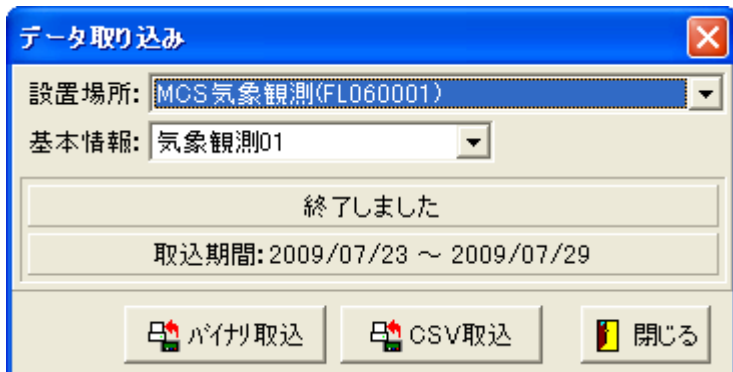 データ取り込み
設置場所: MCS気象観測(FL060001)
基本情報: 気象観測01
終了しました
取込期間: 2009/07/23 ～ 2009/07/29
バイナリ取込 CSV取込 閉じる